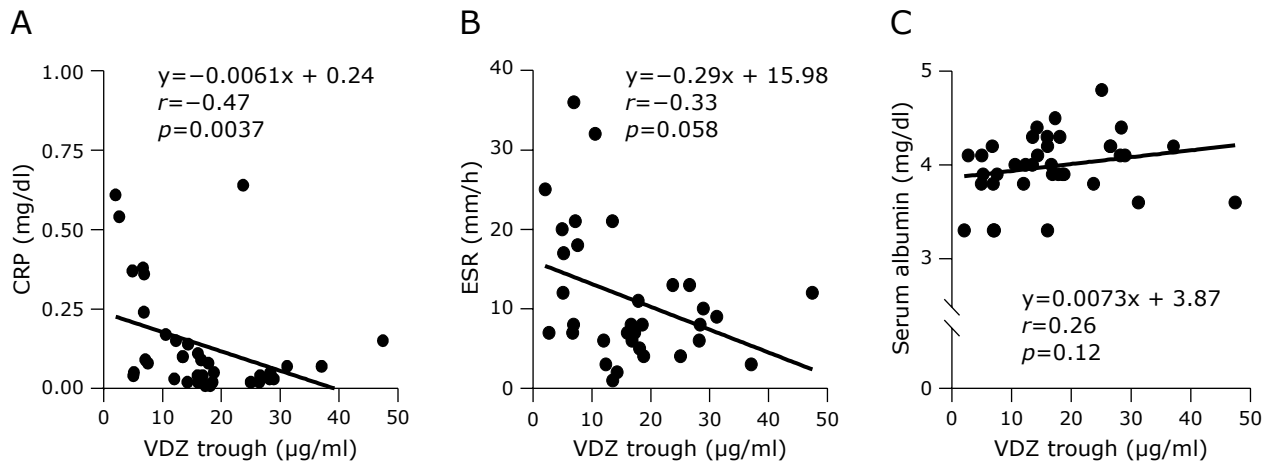 A
y=−0.0061x + 0.24
r=−0.47
p=0.0037
CRP (mg/dl)
1.00
0.75
0.50
0.25
0.00
0 10 20 30 40 50
VDZ trough (µg/ml)
B
y=−0.29x + 15.98
r=−0.33
p=0.058
ESR (mm/h)
40
30
20
10
0
0 10 20 30 40 50
VDZ trough (µg/ml)
C
Serum albumin (mg/dl)
5
4
3
0
y=0.0073x + 3.87
r=0.26
p=0.12
0 10 20 30 40 50
VDZ trough (µg/ml)